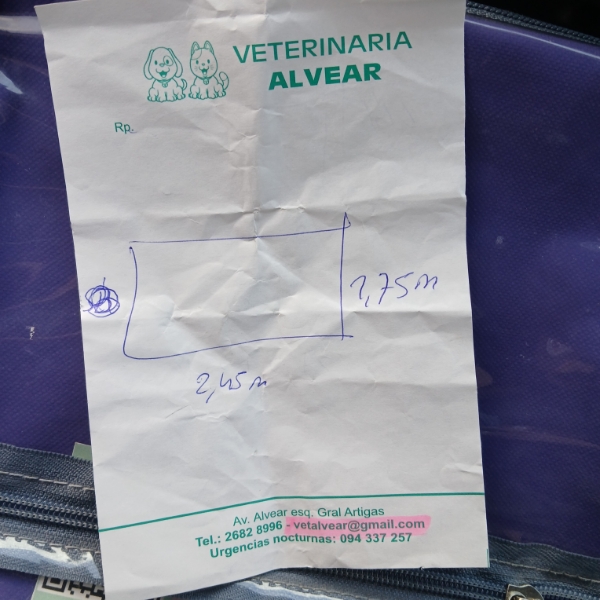 VETERINARIA
ALVEAR
Rp.
1,75m
2,45m
Av. Alvear esq. Gral Artigas
Tel.: 2682 8996 - vetalvear@gmail.com
Urgencias nocturnas: 094 337 257